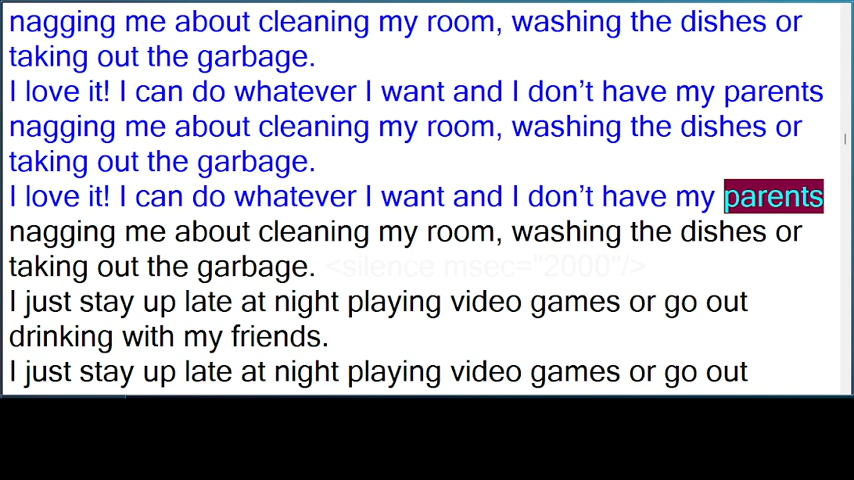 nagging me about cleaning my room, washing the dishes or
taking out the garbage.
I love it! I can do whatever I want and I don’t have my parents
nagging me about cleaning my room, washing the dishes or
taking out the garbage.
I love it! I can do whatever I want and I don’t have my parents
nagging me about cleaning my room, washing the dishes or
taking out the garbage. <silence msec="2000"/>
I just stay up late at night playing video games or go out
drinking with my friends.
I just stay up late at night playing video games or go out